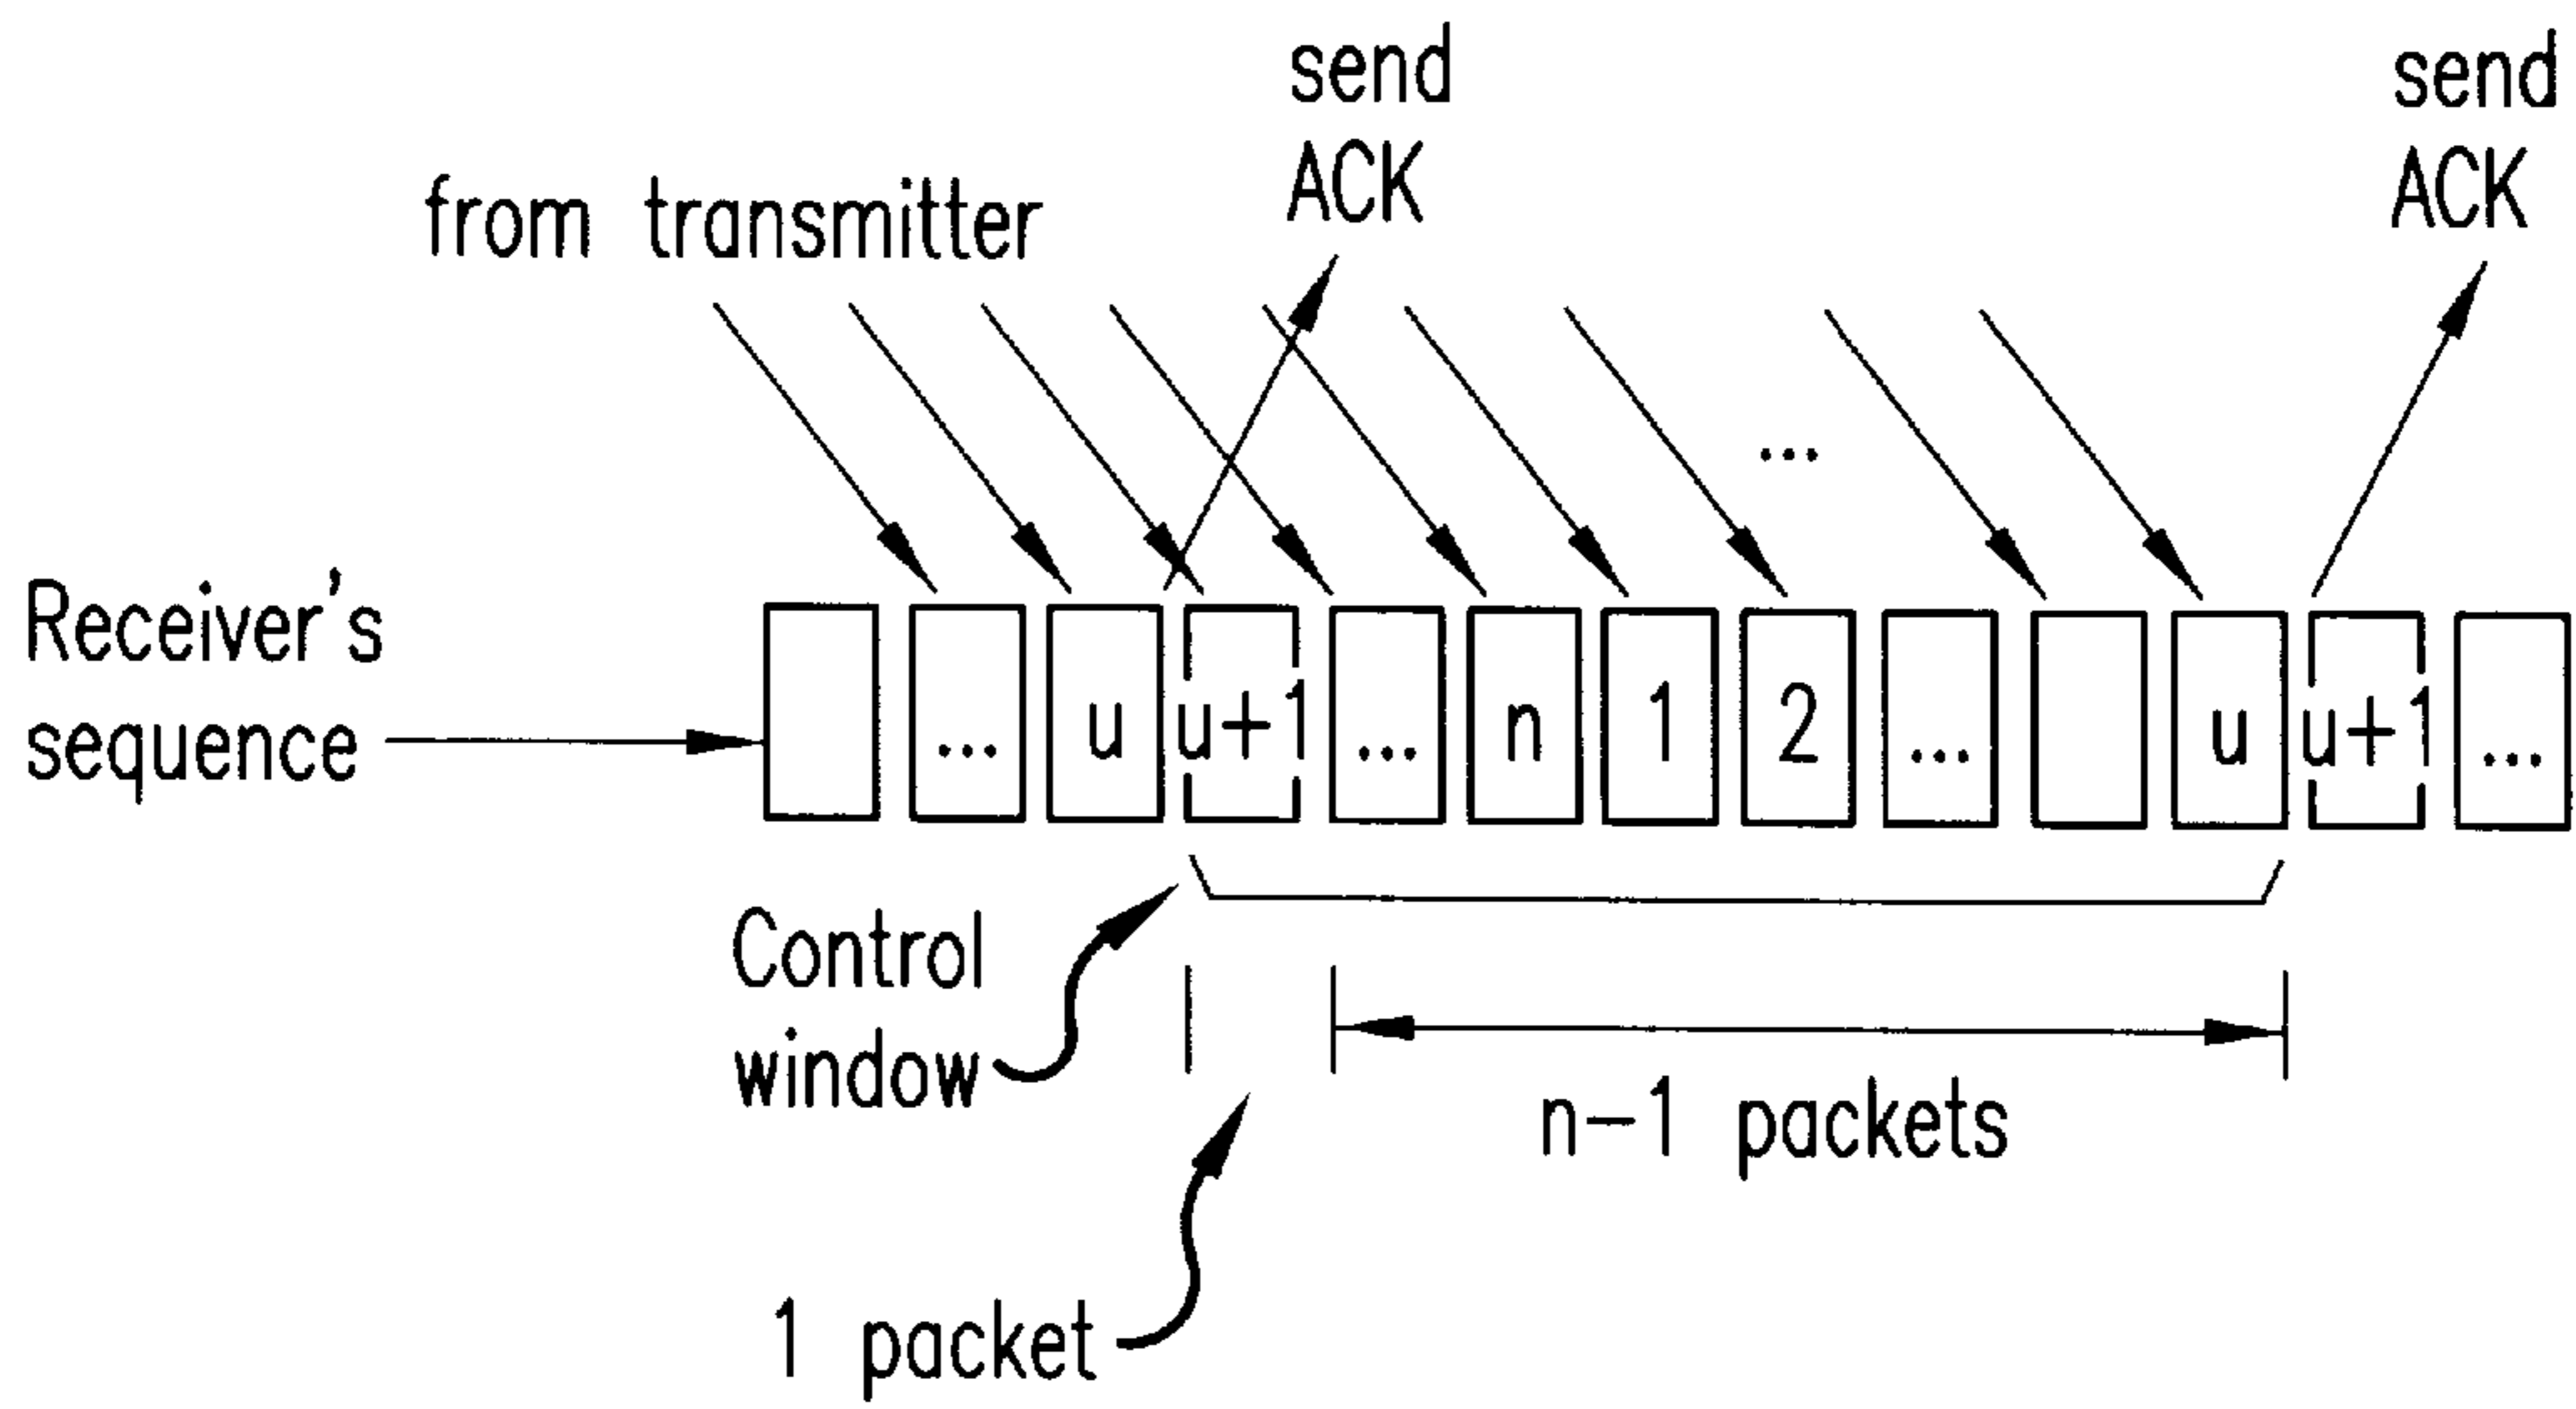 send
ACK
send
ACK
from transmitter
...
Receiver's
sequence
... u u+1 ... n 1 2 ... u u+1 ...
Control
window
n-1 packets
1 packet